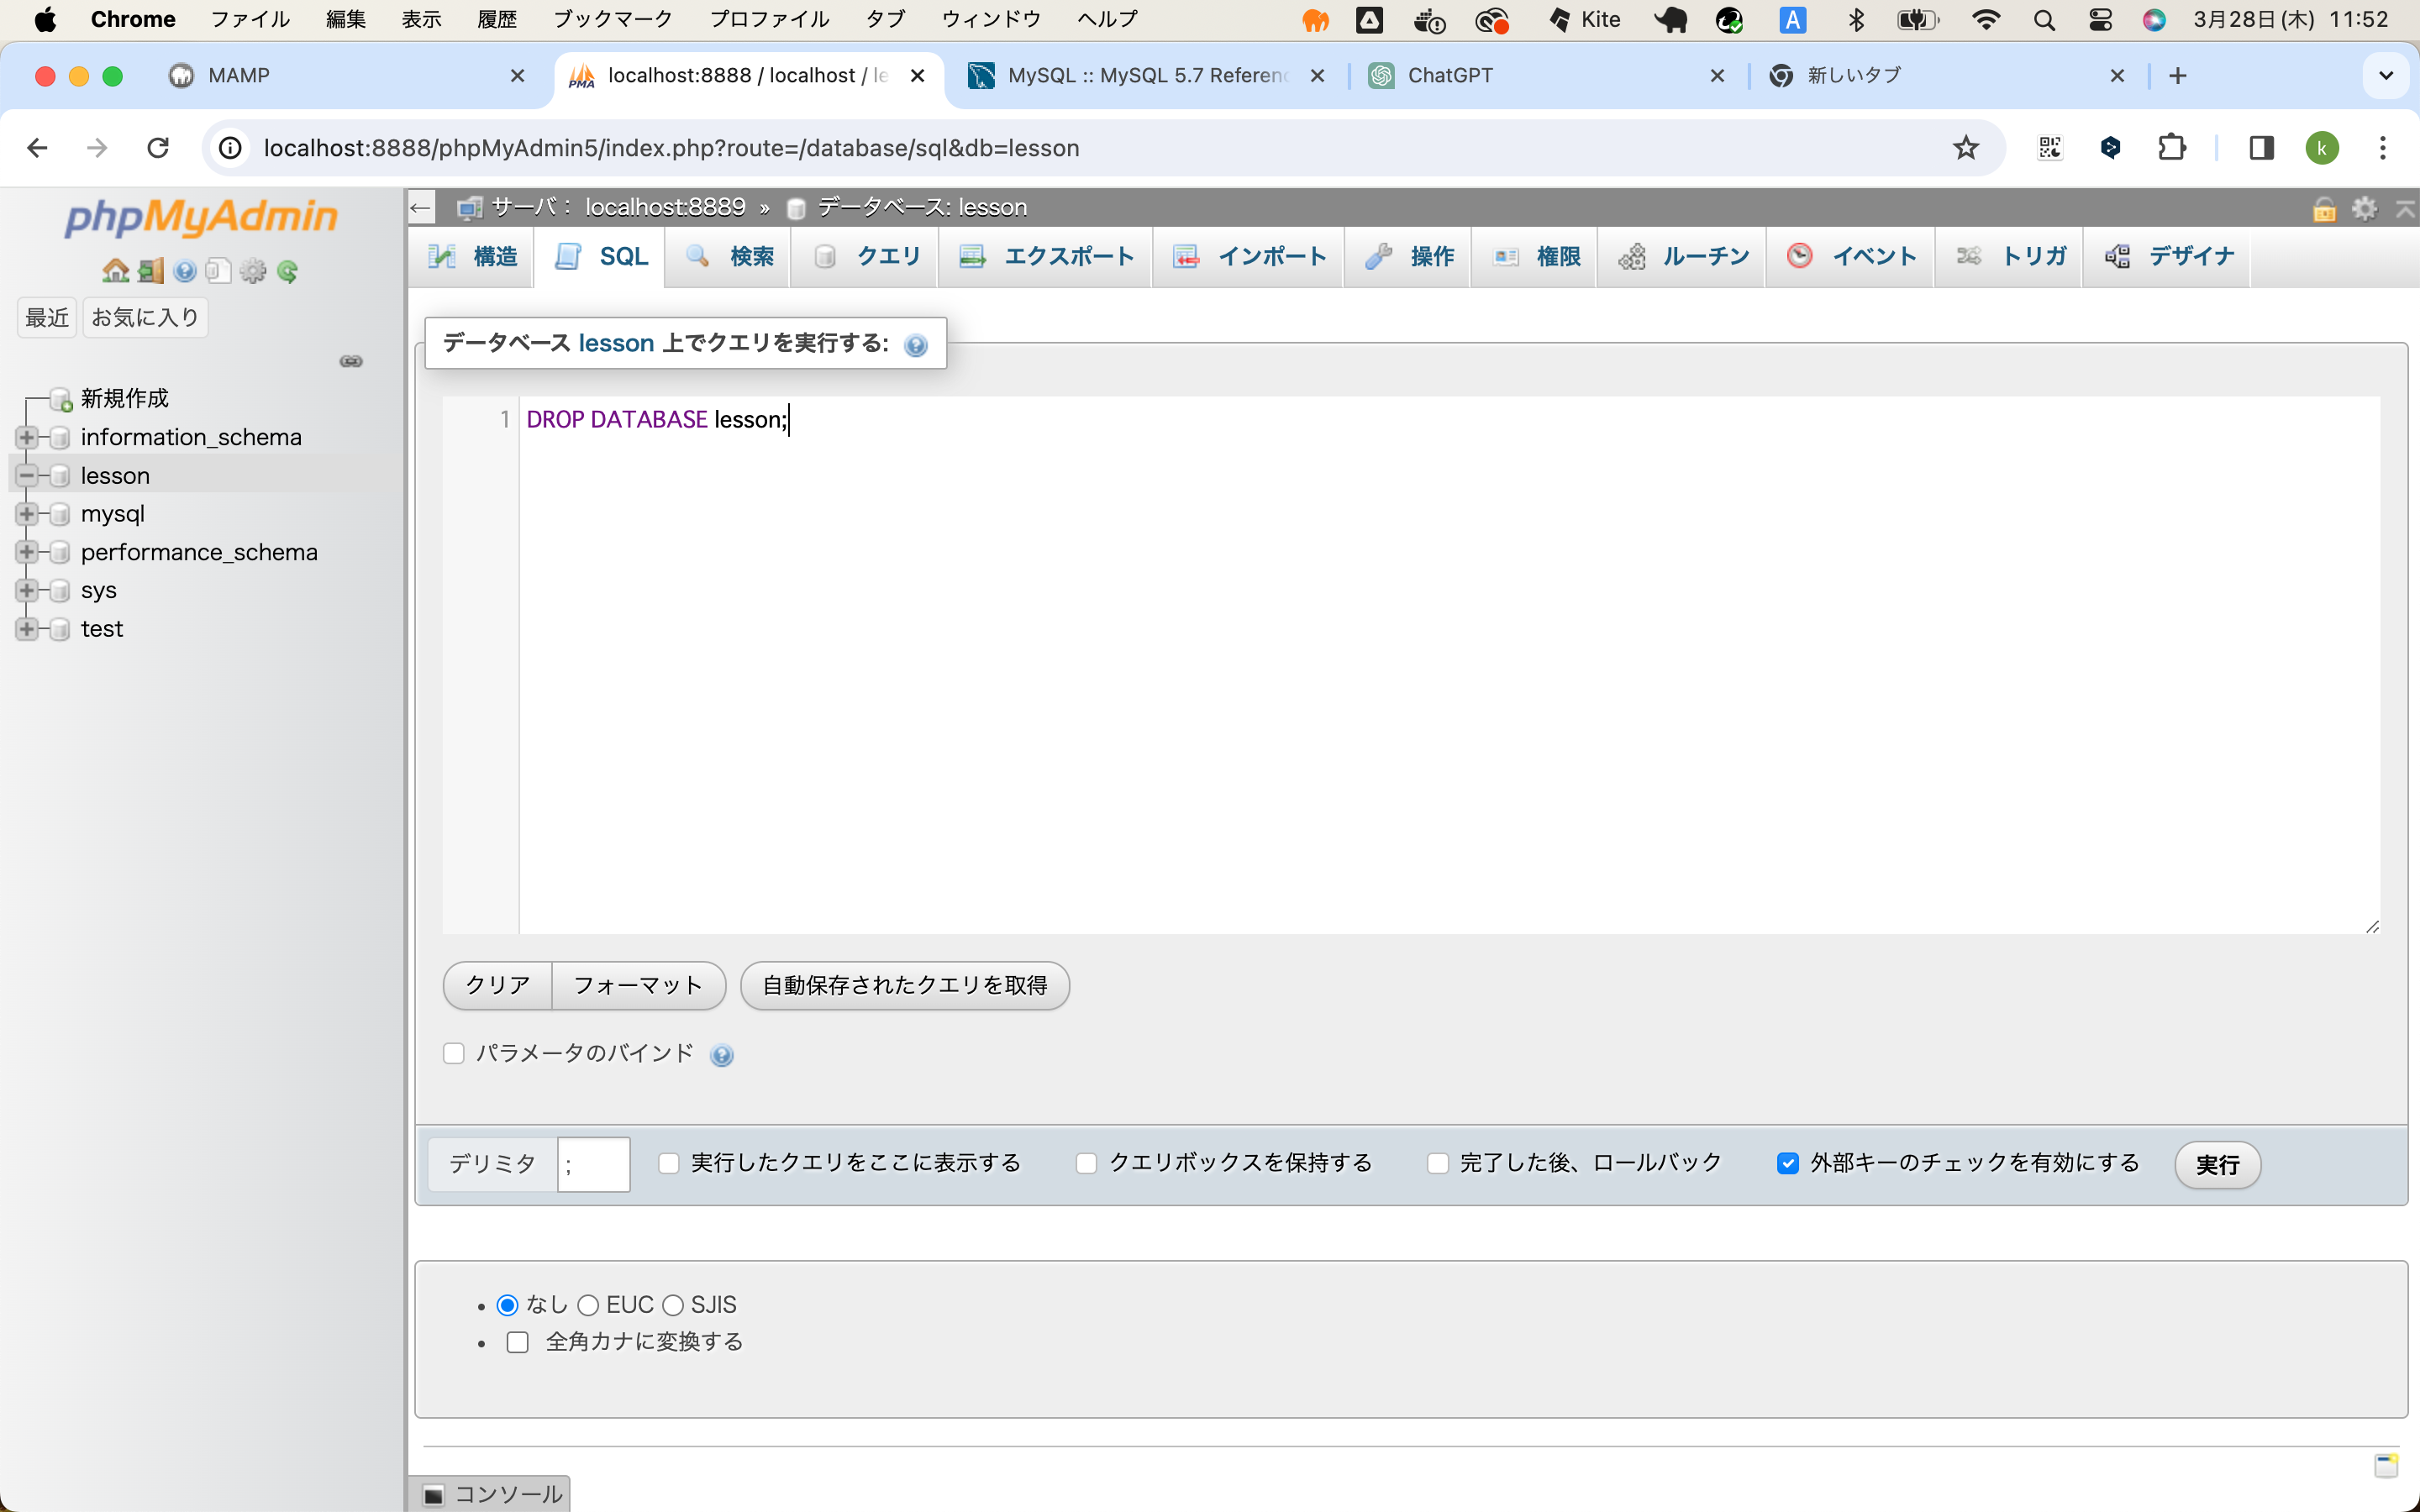 Chrome ファイル 編集 表示 履歴 ブックマーク プロファイル タブ ウィンドウ ヘルプ Kite A 3月28日(木) 11:52
MAMP localhost:8888 / localhost / le MySQL :: MySQL 5.7 Referen ChatGPT 新しいタブ
localhost:8888/phpMyAdmin5/index.php?route=/database/sql&db=lesson k
phpMyAdmin
最近 お気に入り
新規作成
information_schema
lesson
mysql
performance_schema
sys
test
サーバ: localhost:8889 » データベース: lesson
構造 SQL 検索 クエリ エクスポート インポート 操作 権限 ルーチン イベント トリガ デザイナ
データベース lesson 上でクエリを実行する:
1 DROP DATABASE lesson;
クリア フォーマット 自動保存されたクエリを取得
パラメータのバインド
デリミタ ; 実行したクエリをここに表示する クエリボックスを保持する 完了した後、ロールバック 外部キーのチェックを有効にする 実行
なし EUC SJIS
全角カナに変換する
コンソール